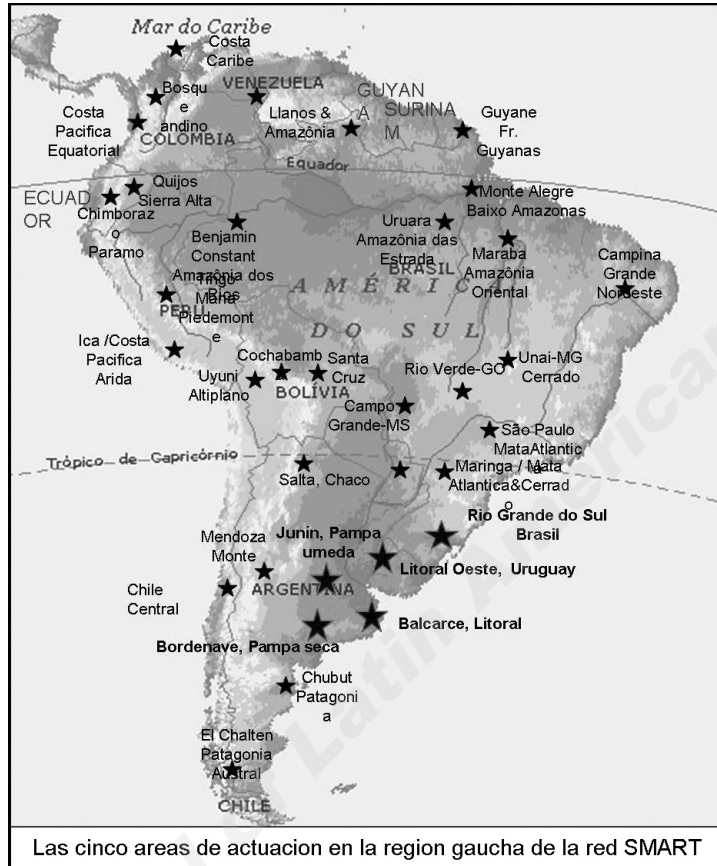 Mar do Caribe
Costa
Caribe
VENEZUELA
GUYAN
A
SURINA
M
Bosqu
e
andino
Costa
Pacifica
Equatorial
COLOMBIA
Llanos &
Amazônia
Guyane
Fr.
Guyanas
Equador
ECUAD
OR
Quijos
Sierra Alta
Chimboraz
o
Paramo
Monte Alegre
Baixo Amazonas
Benjamin
Constant
Amazônia dos
Rios
Uruara
Amazônia das
Estrada
BRASIL
Maraba
Amazônia
Oriental
Campina
Grande
Nordeste
Tingo
Maria
Piedemont
e
PERU
AMÉRIC
DO SUL
Ica /Costa
Pacifica
Arida
Cochabamb
Santa
Cruz
Uyuni
Altiplano
BOLÍVIA
Rio Verde-GO
Unai-MG
Cerrado
Campo
Grande-MS
São Paulo
MataAtlantic
a
Trópico de Capricórnio
Salta, Chaco
Maringa / Mata
Atlantica&Cerrad
o
Rio Grande do Sul
Brasil
Junin, Pampa
umeda
Mendoza
Monte
Litoral Oeste, Uruguay
ARGENTINA
Chile
Central
Balcarce, Litoral
Bordenave, Pampa seca
Chubut
Patagoni
a
El Chalten
Patagonia
Austral
CHILE
Latin American
Las cinco areas de actuacion en la region gaucha de la red SMART